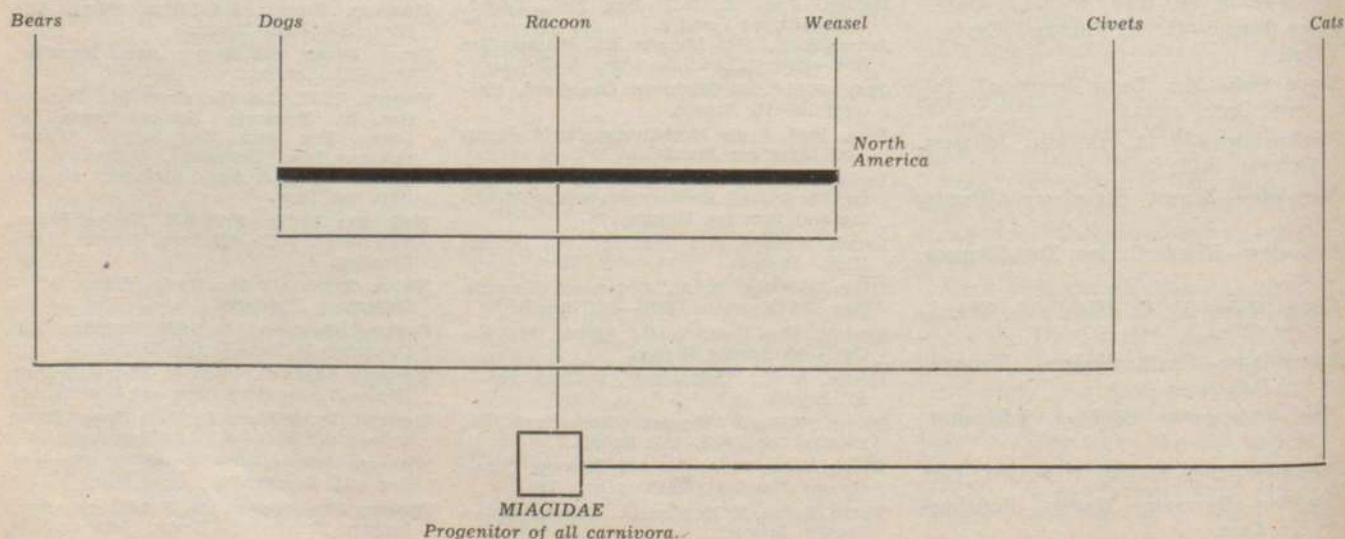 Bears Dogs Racoon Weasel Civets Cats
North
America
MIACIDAE
Progenitor of all carnivora.